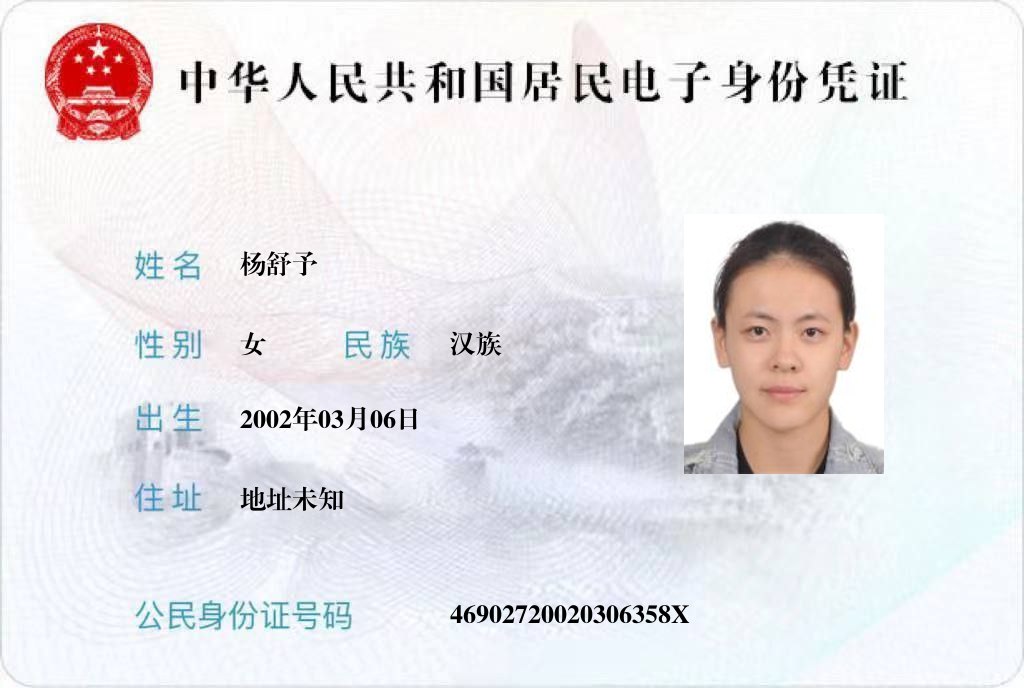 中华人民共和国居民电子身份凭证
姓名 杨舒予
性别 女 民族 汉族
出生 2002年03月06日
住址 地址未知
公民身份证号码 46902720020306358X